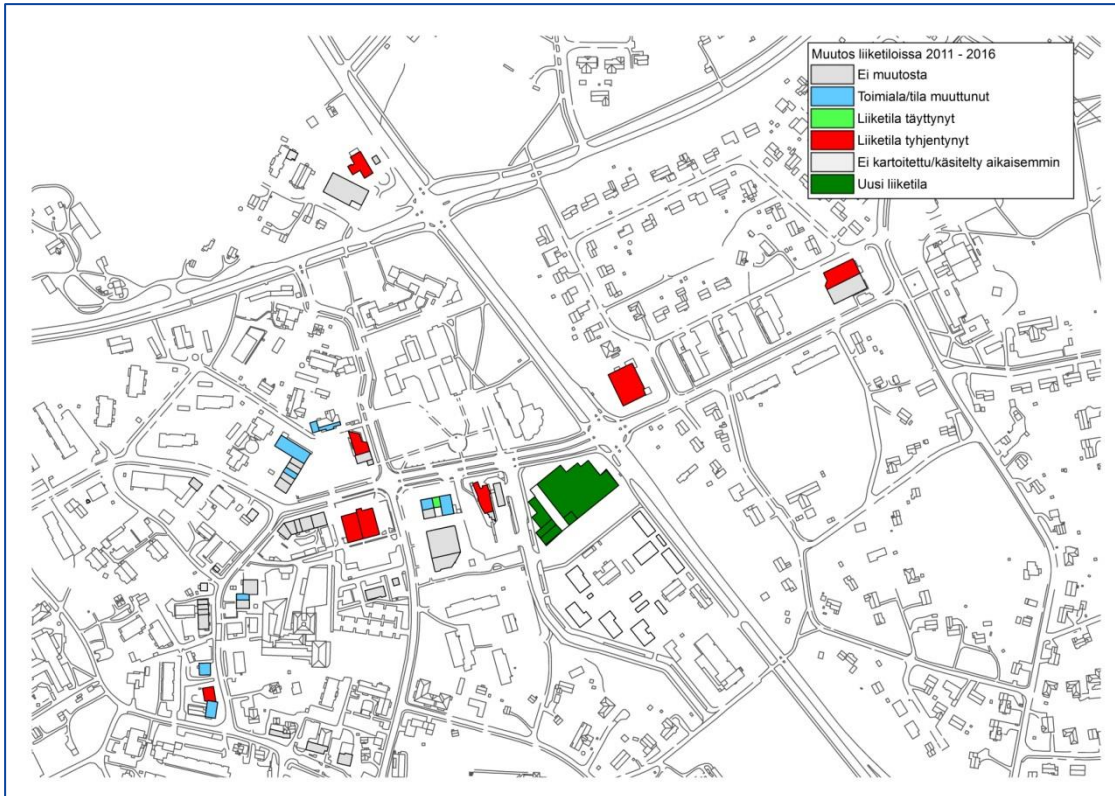 Muutos liiketiloissa 2011 - 2016
Ei muutosta
Toimiala/tila muuttunut
Liiketila täyttynyt
Liiketila tyhjentynyt
Ei kartoitettu/käsitelty aikaisemmin
Uusi liiketila